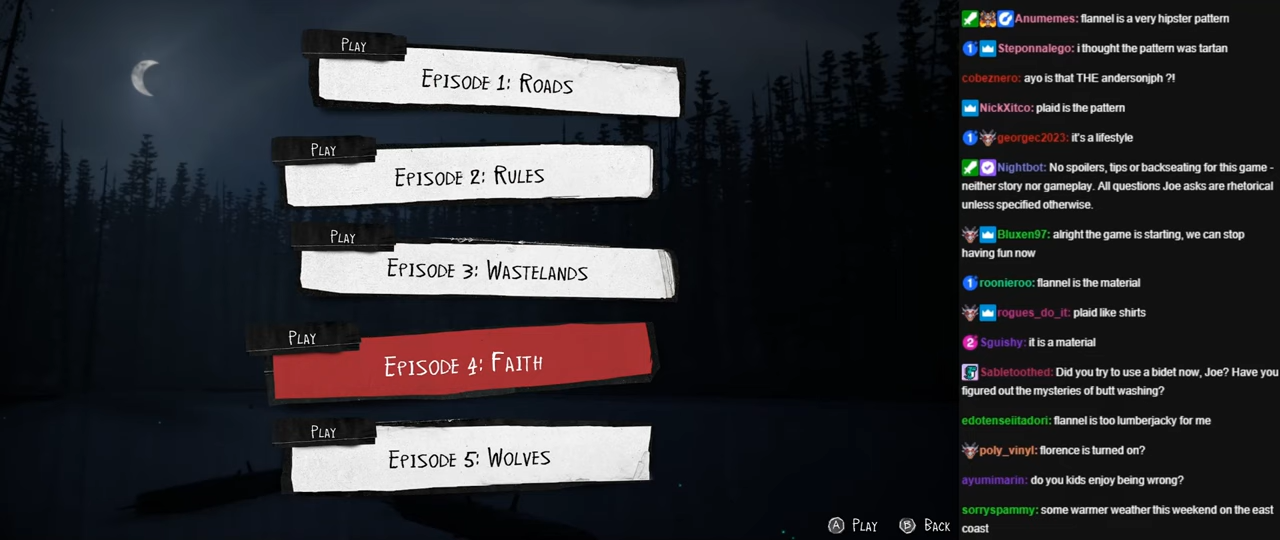 Play
Episode 1: Roads
Play
Episode 2: Rules
Play
Episode 3: Wastelands
Play
Episode 4: Faith
Play
Episode 5: Wolves
A Play B Back
Anumemes: flannel is a very hipster pattern
1 Steponnalego: i thought the pattern was tartan
cobeznero: ayo is that THE andersonjph ?!
NickXitco: plaid is the pattern
1 georgec2023: it's a lifestyle
Nightbot: No spoilers, tips or backseating for this game -
neither story nor gameplay. All questions Joe asks are rhetorical
unless specified otherwise.
Bluxen97: alright the game is starting, we can stop
having fun now
1 roonieroo: flannel is the material
rogues_do_it: plaid like shirts
2 Sguishy: it is a material
Sabletoothed: Did you try to use a bidet now, Joe? Have you
figured out the mysteries of butt washing?
edotenseiitadori: flannel is too lumberjacky for me
poly_vinyl: florence is turned on?
ayumimarin: do you kids enjoy being wrong?
sorryspammy: some warmer weather this weekend on the east
coast